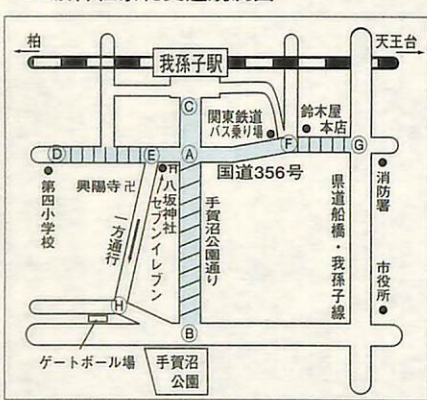 柏
天王台
我孫子駅
C
関東鉄道
バス乗り場
鈴木屋
本店
D
E
A
F
G
国道356号
第四小学校
興陽寺卍
八坂神社
セブンイレブン
一方通行
手賀沼公園通り
県道船橋・我孫子線
消防署
市役所
H
B
ゲートボール場
手賀沼
公園